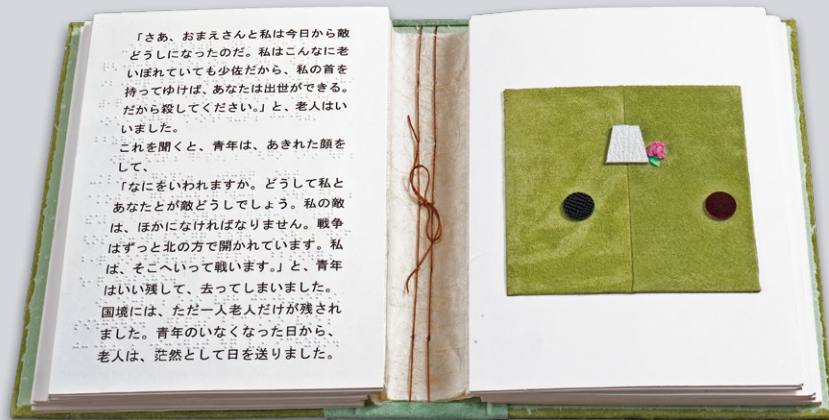 「さあ、おまえさんと私は今日から敵
どうしになったのだ。私はこんなに老
いぼれていても少佐だから、私の首を
持ってゆけば、あなたは出世ができる。
だから殺してください。」と、老人はい
いました。
これを聞くと、青年は、あきれた顔を
して、
「なにをいわれますか。どうして私と
あなたとが敵どうしでしょう。私の敵
は、ほかになければなりません。戦争
はずっと北の方で開かれています。私
は、そこへいって戦います。」と、青年
はいい残して、去ってしまいました。
国境には、ただ一人老人だけが残され
ました。青年のいなくなった日から、
老人は、茫然として日を送りました。